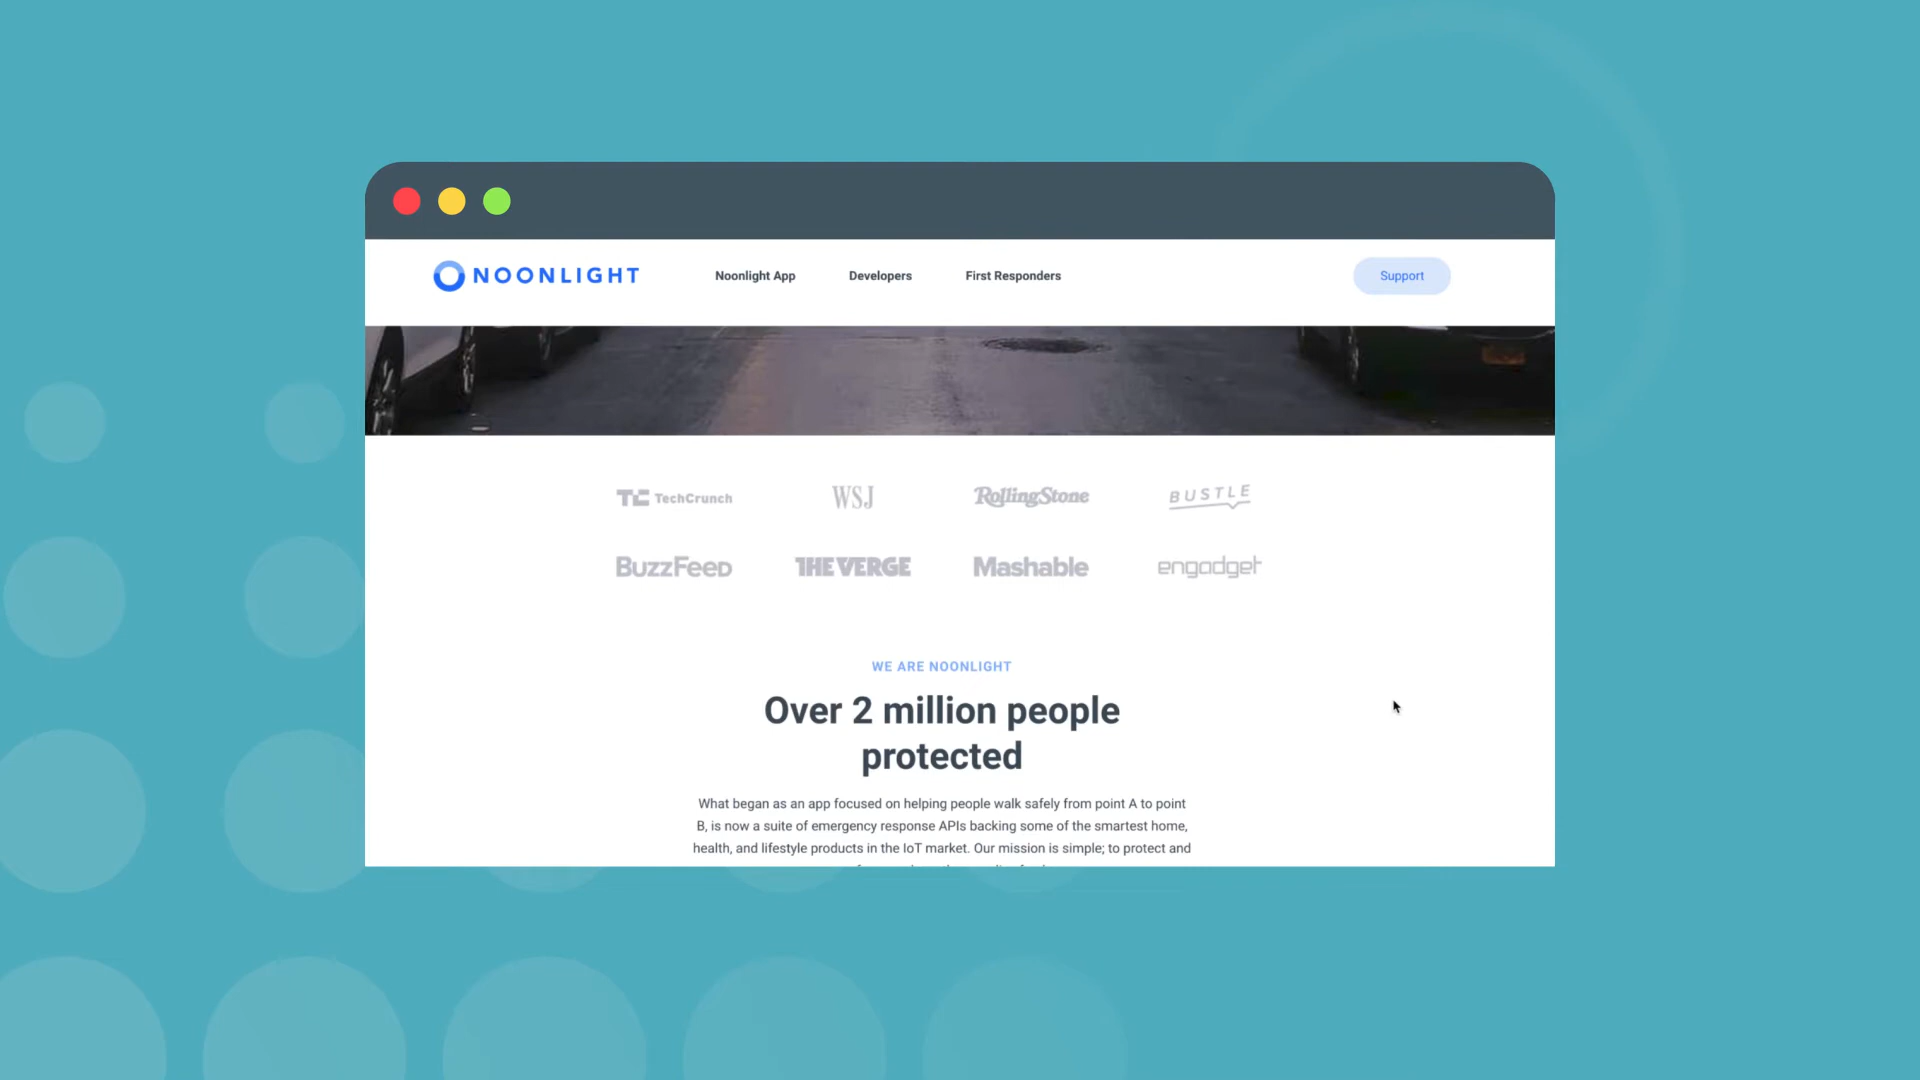 NOONLIGHT
Noonlight App
Developers
First Responders
Support
TC TechCrunch
WSJ
RollingStone
BUSTLE
BuzzFeed
THE VERGE
Mashable
engadget
WE ARE NOONLIGHT
Over 2 million people
protected
What began as an app focused on helping people walk safely from point A to point
B, is now a suite of emergency response APIs backing some of the smartest home,
health, and lifestyle products in the IoT market. Our mission is simple; to protect and